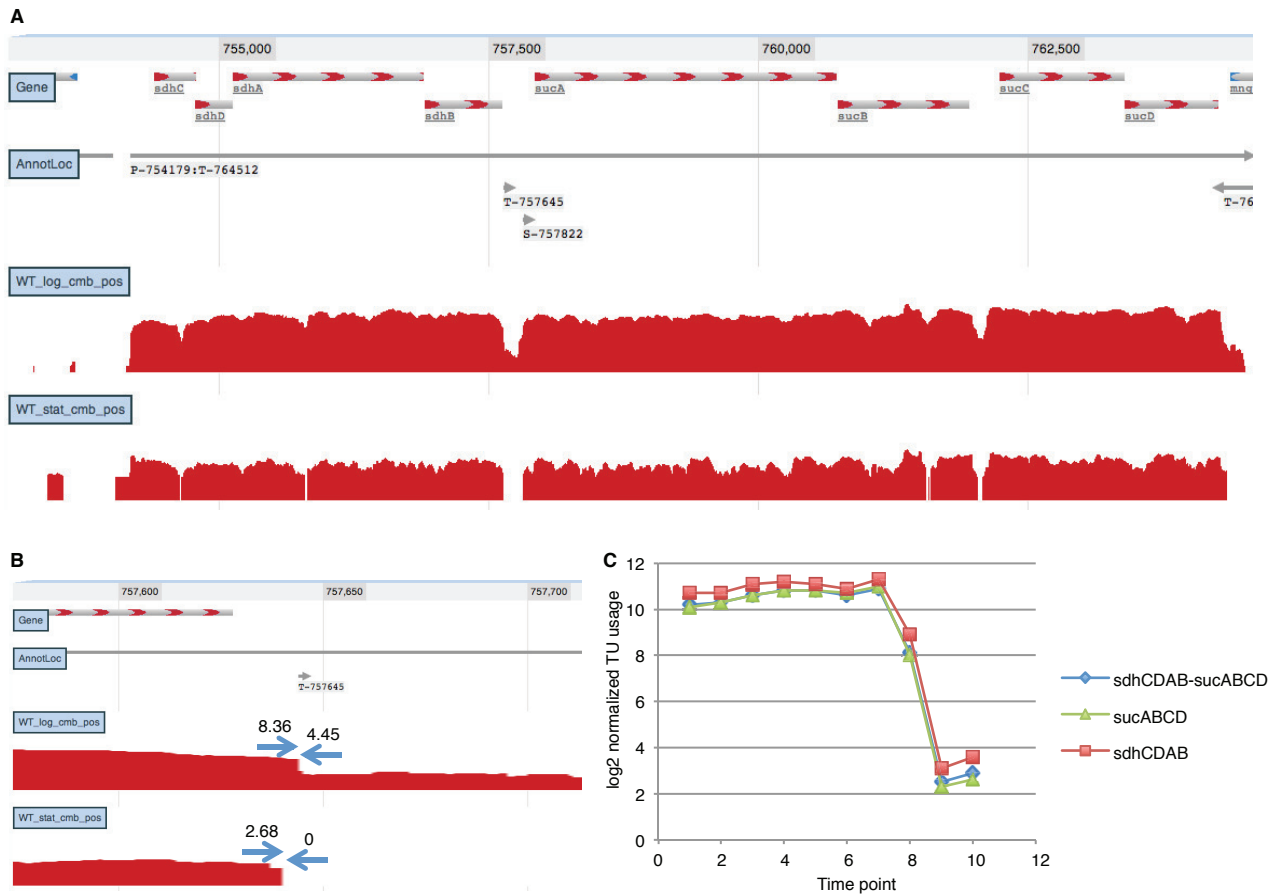 A
755,000 757,500 760,000 762,500
Gene
sdhC sdhA sucA sucC
sdhD sdhB sucB sucD mng
AnnotLoc
P-754179:T-764512
T-757645 T-76
S-757822
WT_log_cmb_pos
WT_stat_cmb_pos
B
757,600 757,650 757,700
Gene
AnnotLoc
T-757645
WT_log_cmb_pos
8.36 4.45
WT_stat_cmb_pos
2.68 0
C
log2 normalized TU usage
12
10
8
6
4
2
0
0 2 4 6 8 10 12
Time point
sdhCDAB-sucABCD
sucABCD
sdhCDAB